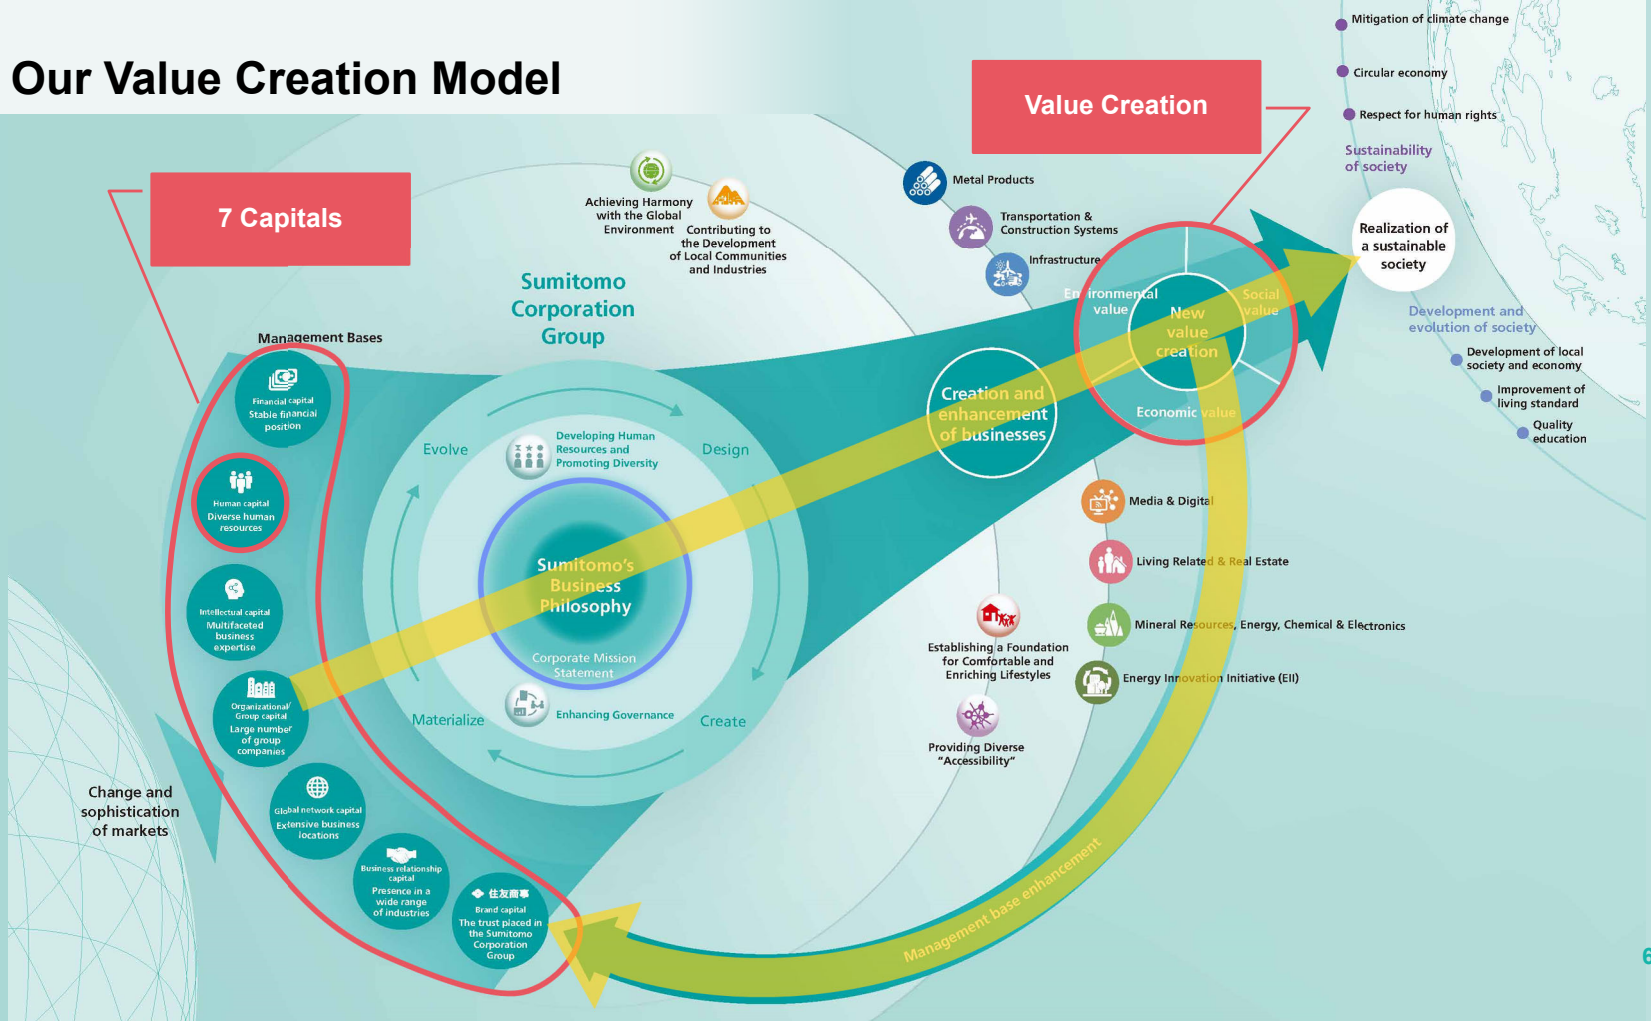 Our Value Creation Model
7 Capitals
Value Creation
Management Bases
Financial capital
Stable financial
position
Human capital
Diverse human
resources
Intellectual capital
Multifaceted
business
expertise
Organizational/
Group capital
Large number
of group
companies
Global network capital
Extensive business
locations
Business relationship
capital
Presence in a
wide range
of industries
住友商事
Brand capital
The trust placed in
the Sumitomo
Corporation
Group
Change and
sophistication
of markets
Sumitomo
Corporation
Group
Evolve
Design
Materialize
Create
Developing Human
Resources and
Promoting Diversity
Sumitomo's
Business
Philosophy
Corporate Mission
Statement
Enhancing Governance
Achieving Harmony
with the Global
Environment
Contributing to
the Development
of Local Communities
and Industries
Establishing a Foundation
for Comfortable and
Enriching Lifestyles
Providing Diverse
"Accessibility"
Metal Products
Transportation &
Construction Systems
Infrastructure
Media & Digital
Living Related & Real Estate
Mineral Resources, Energy, Chemical & Electronics
Energy Innovation Initiative (EII)
Creation and
enhancement
of businesses
Environmental
value
Social
value
New
value
creation
Economic value
Management base enhancement
Mitigation of climate change
Circular economy
Respect for human rights
Sustainability
of society
Realization of
a sustainable
society
Development and
evolution of society
Development of local
society and economy
Improvement of
living standard
Quality
education
6